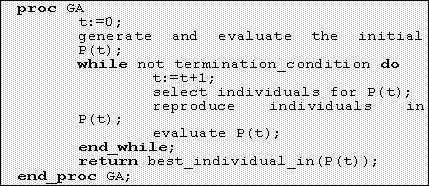 proc GA
t:=0;
generate and evaluate the initial
P(t);
while not termination_condition do
t:=t+1;
select individuals for P(t);
reproduce individuals in
P(t);
evaluate P(t);
end_while;
return best_individual_in(P(t));
end_proc GA;